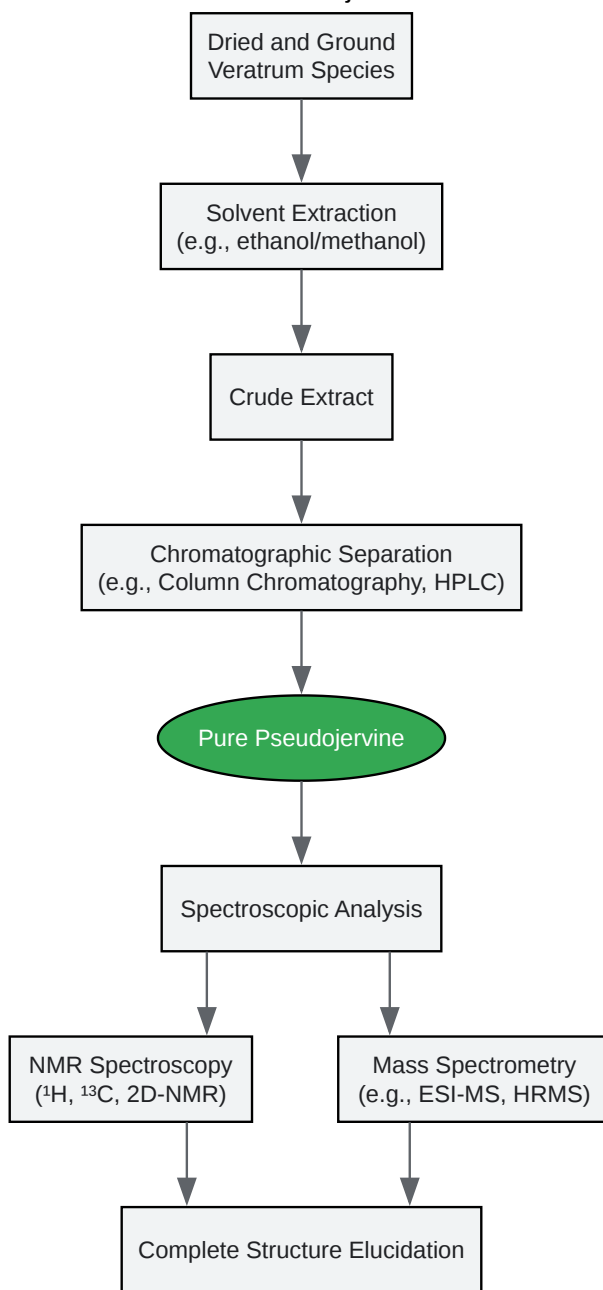 Dried and Ground
Veratrum Species
Solvent Extraction
(e.g., ethanol/methanol)
Crude Extract
Chromatographic Separation
(e.g., Column Chromatography, HPLC)
Pure Pseudojervine
Spectroscopic Analysis
NMR Spectroscopy
(¹H, ¹³C, 2D-NMR)
Mass Spectrometry
(e.g., ESI-MS, HRMS)
Complete Structure Elucidation